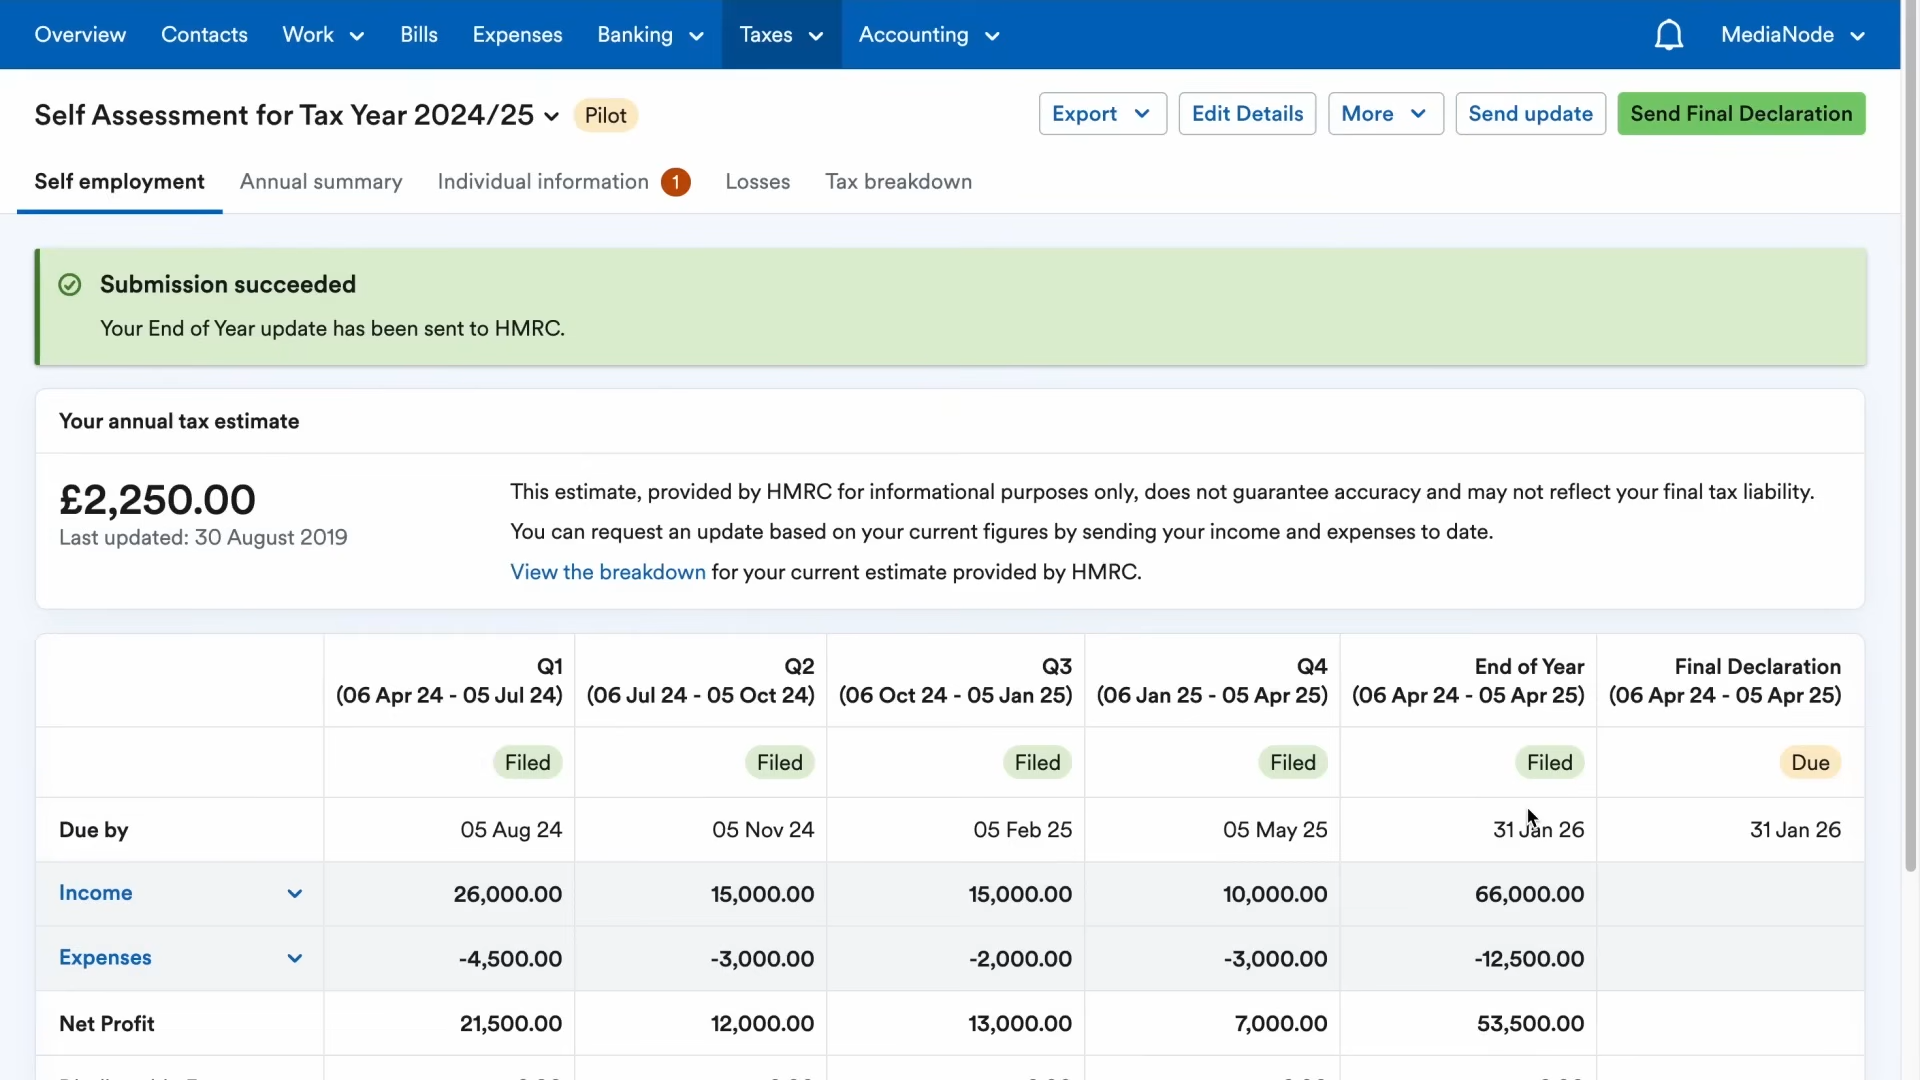 Overview Contacts Work Bills Expenses Banking Taxes Accounting MediaNode
Self Assessment for Tax Year 2024/25 Pilot Export Edit Details More Send update Send Final Declaration
Self employment Annual summary Individual information 1 Losses Tax breakdown
Submission succeeded
Your End of Year update has been sent to HMRC.
Your annual tax estimate
£2,250.00
Last updated: 30 August 2019
This estimate, provided by HMRC for informational purposes only, does not guarantee accuracy and may not reflect your final tax liability.
You can request an update based on your current figures by sending your income and expenses to date.
View the breakdown for your current estimate provided by HMRC.
Q1 Q2 Q3 Q4 End of Year Final Declaration
(06 Apr 24 - 05 Jul 24) (06 Jul 24 - 05 Oct 24) (06 Oct 24 - 05 Jan 25) (06 Jan 25 - 05 Apr 25) (06 Apr 24 - 05 Apr 25) (06 Apr 24 - 05 Apr 25)
Filed Filed Filed Filed Filed Due
Due by 05 Aug 24 05 Nov 24 05 Feb 25 05 May 25 31 Jan 26 31 Jan 26
Income 26,000.00 15,000.00 15,000.00 10,000.00 66,000.00
Expenses -4,500.00 -3,000.00 -2,000.00 -3,000.00 -12,500.00
Net Profit 21,500.00 12,000.00 13,000.00 7,000.00 53,500.00